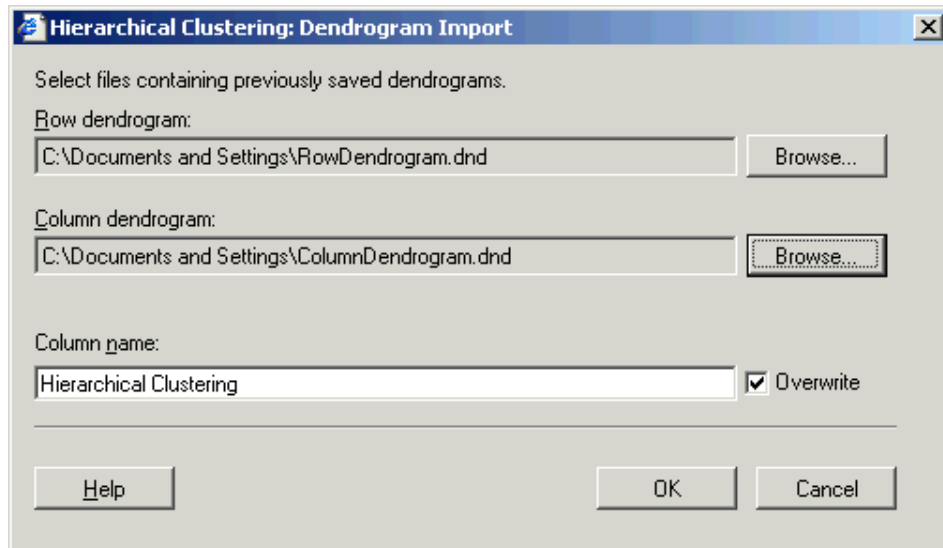 Hierarchical Clustering: Dendrogram Import
Select files containing previously saved dendrograms.
Row dendrogram:
C:\Documents and Settings\RowDendrogram.dnd
Browse...
Column dendrogram:
C:\Documents and Settings\ColumnDendrogram.dnd
Browse...
Column name:
Hierarchical Clustering
Overwrite
Help
OK
Cancel